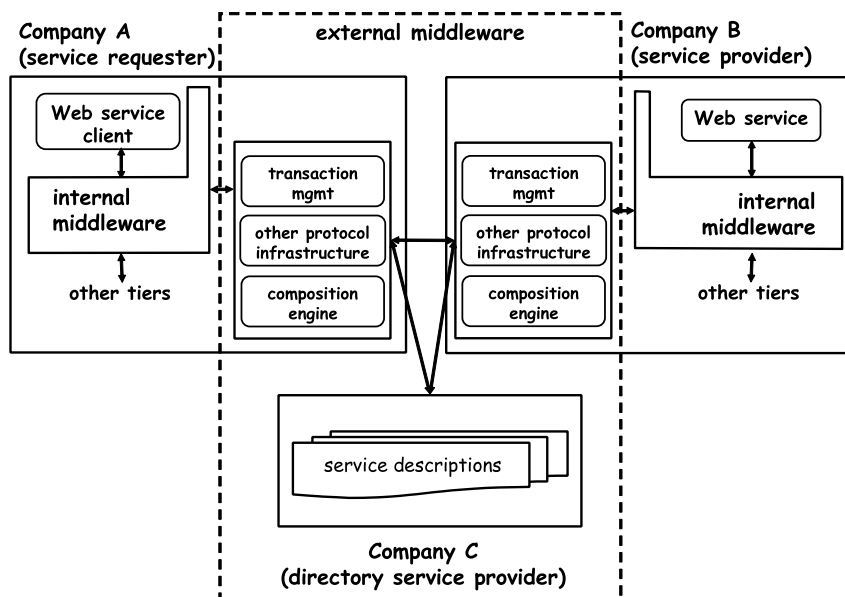 Company A
(service requester)
external middleware
Company B
(service provider)
Web service
client
internal
middleware
other tiers
transaction
mgmt
other protocol
infrastructure
composition
engine
transaction
mgmt
other protocol
infrastructure
composition
engine
Web service
internal
middleware
other tiers
service descriptions
Company C
(directory service provider)